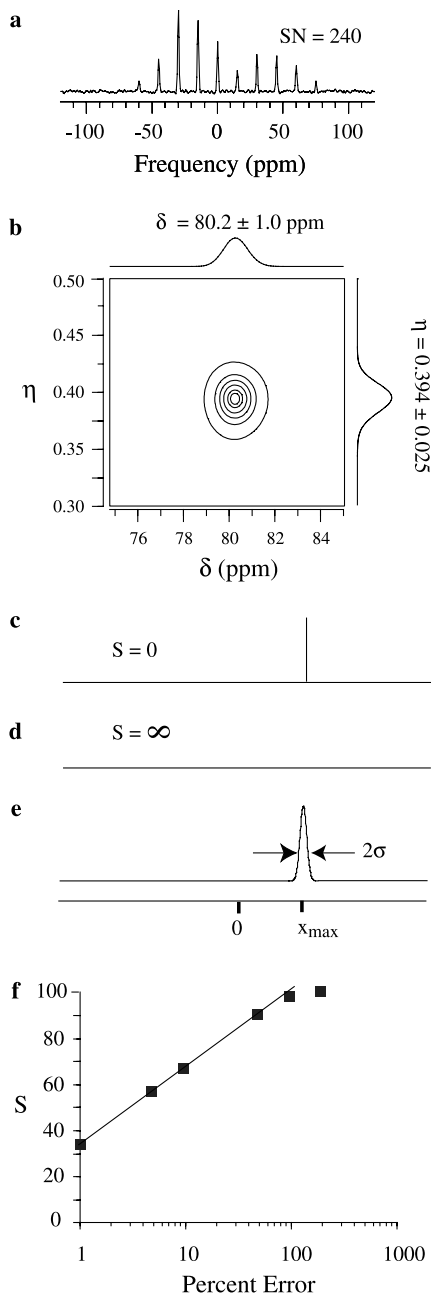 a
SN = 240
-100 -50 0 50 100
Frequency (ppm)
b
δ = 80.2 ± 1.0 ppm
0.50
0.45
η
0.40
0.35
0.30
η = 0.394 ± 0.025
76 78 80 82 84
δ (ppm)
c
S = 0
d
S = ∞
e
2σ
0 xmax
f
100
80
60
S
40
20
0
1 10 100 1000
Percent Error